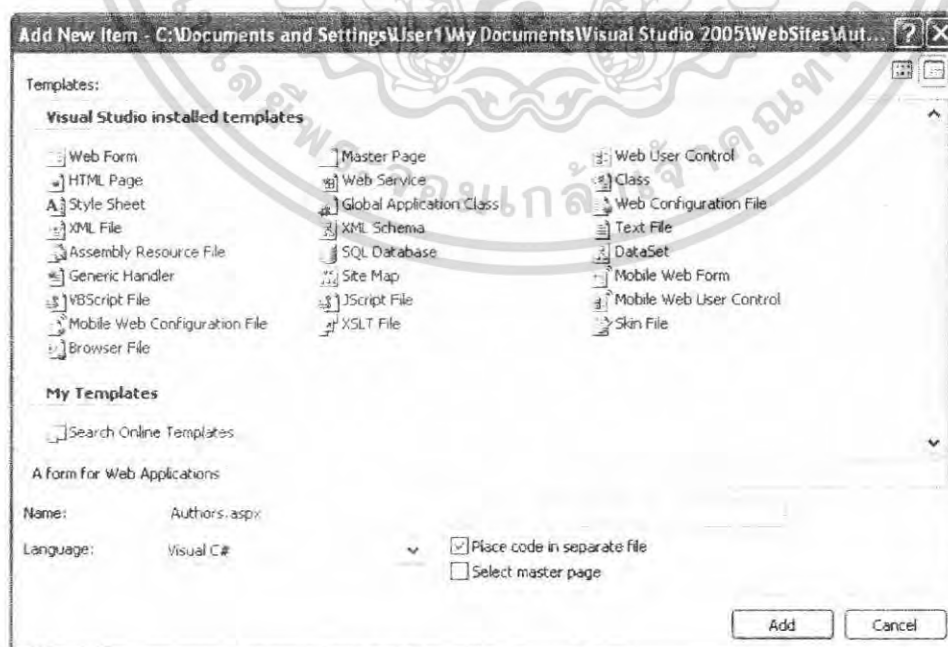 Add New Item - C:\Documents and Settings\User1\My Documents\Visual Studio 2005\WebSites\Aut...
Templates:
Visual Studio installed templates
Web Form
Master Page
Web User Control
HTML Page
Web Service
Class
Style Sheet
Global Application Class
Web Configuration File
XML File
XML Schema
Text File
Assembly Resource File
SQL Database
DataSet
Generic Handler
Site Map
Mobile Web Form
VBScript File
JScript File
Mobile Web User Control
Mobile Web Configuration File
XSLT File
Skin File
Browser File
My Templates
Search Online Templates
A form for Web Applications
Name: Authors.aspx
Language: Visual C#
Place code in separate file
Select master page
Add
Cancel